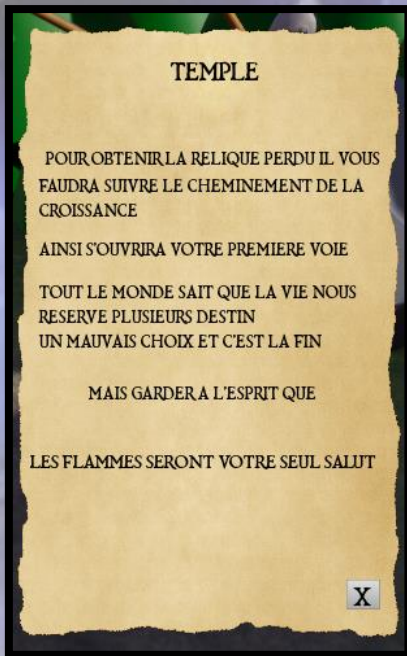 TEMPLE
POUR OBTENIR LA RELIQUE PERDU IL VOUS
FAUDRA SUIVRE LE CHEMINEMENT DE LA
CROISSANCE
AINSI S'OUVRIRA VOTRE PREMIERE VOIE
TOUT LE MONDE SAIT QUE LA VIE NOUS
RESERVE PLUSIEURS DESTIN
UN MAUVAIS CHOIX ET C'EST LA FIN
MAIS GARDER A L'ESPRIT QUE
LES FLAMMES SERONT VOTRE SEUL SALUT
X